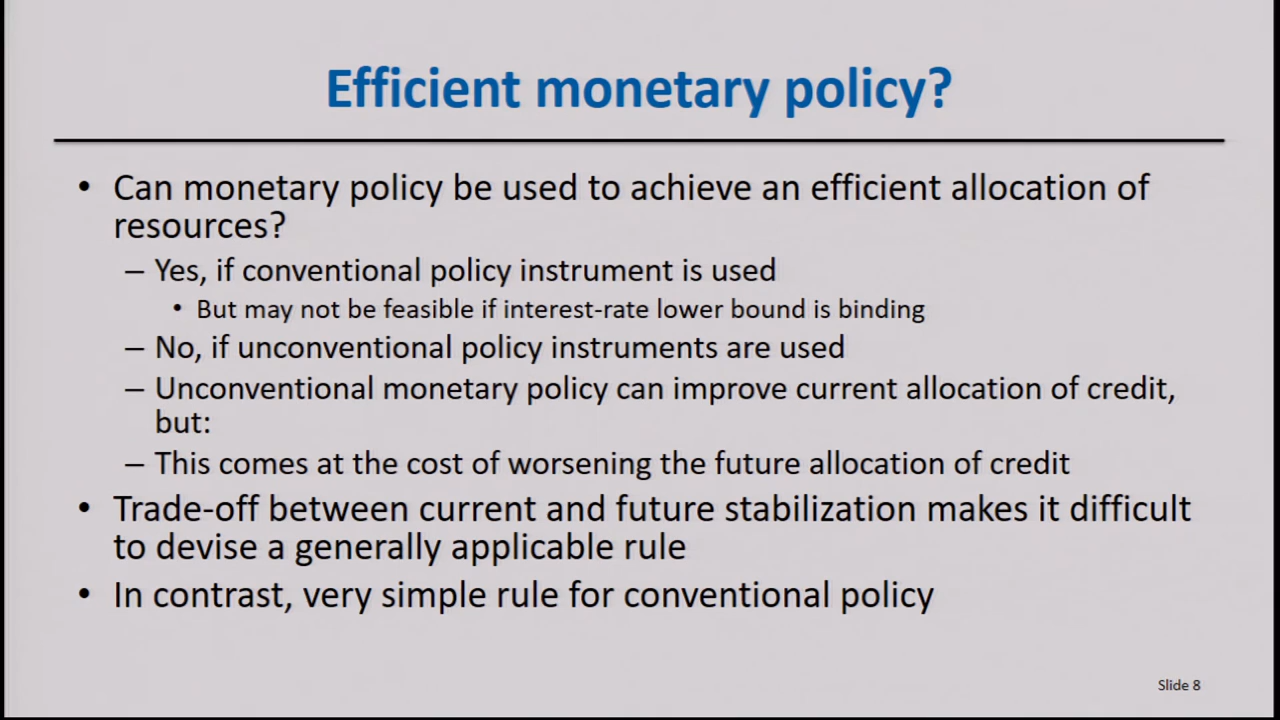 Efficient monetary policy?
• Can monetary policy be used to achieve an efficient allocation of
resources?
– Yes, if conventional policy instrument is used
• But may not be feasible if interest-rate lower bound is binding
– No, if unconventional policy instruments are used
– Unconventional monetary policy can improve current allocation of credit,
but:
– This comes at the cost of worsening the future allocation of credit
• Trade-off between current and future stabilization makes it difficult
to devise a generally applicable rule
• In contrast, very simple rule for conventional policy
Slide 8